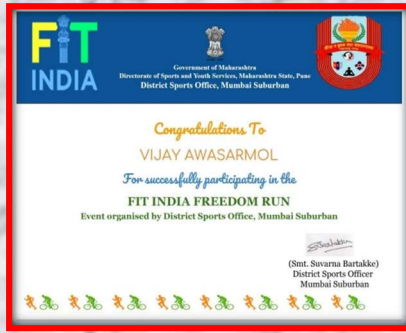 FIT
INDIA
Government of Maharashtra
Directorate of Sports and Youth Services, Maharashtra State, Pune
District Sports Office, Mumbai Suburban
Congratulations To
VIJAY AWASARMOL
For successfully participating in the
FIT INDIA FREEDOM RUN
Event organised by District Sports Office, Mumbai Suburban
(Smt. Suvarna Bartakke)
District Sports Officer
Mumbai Suburban